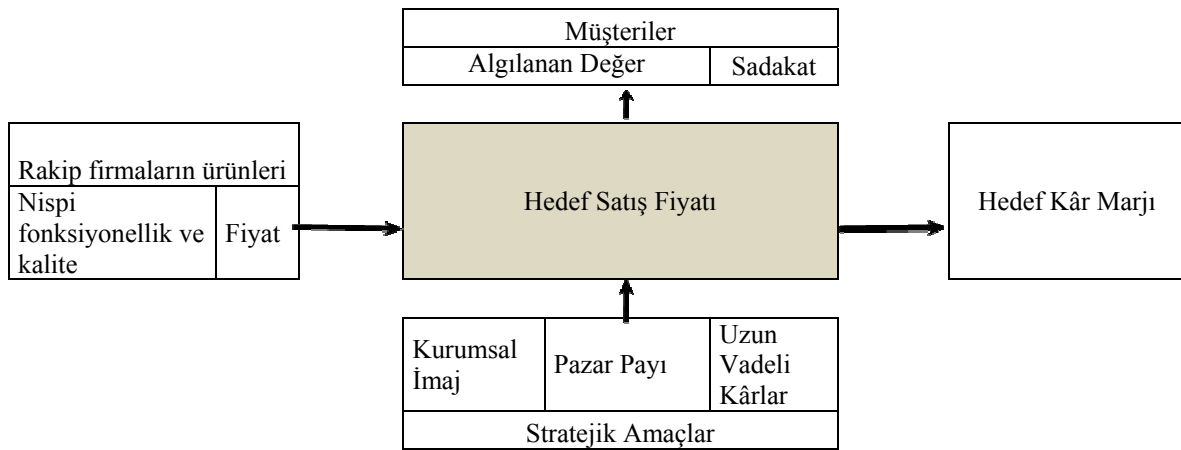 Müşteriler
Algılanan Değer
Sadakat
Rakip firmaların ürünleri
Nispi
fonksiyonellik ve
kalite
Fiyat
Hedef Satış Fiyatı
Hedef Kâr Marjı
Kurumsal
İmaj
Pazar Payı
Uzun
Vadeli
Kârlar
Stratejik Amaçlar